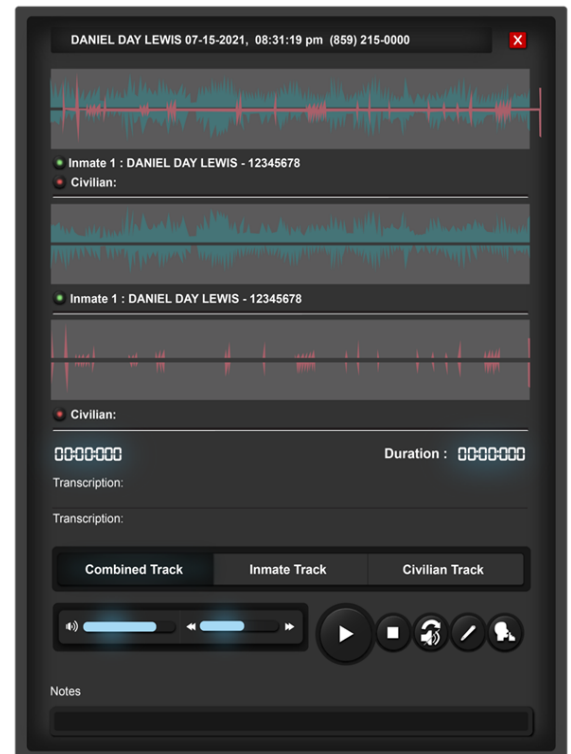 DANIEL DAY LEWIS 07-15-2021, 08:31:19 pm (859) 215-0000 X
Inmate 1 : DANIEL DAY LEWIS - 12345678
Civilian:
Inmate 1 : DANIEL DAY LEWIS - 12345678
Civilian:
00:00:000 Duration : 00:00:000
Transcription:
Transcription:
Combined Track Inmate Track Civilian Track
Notes